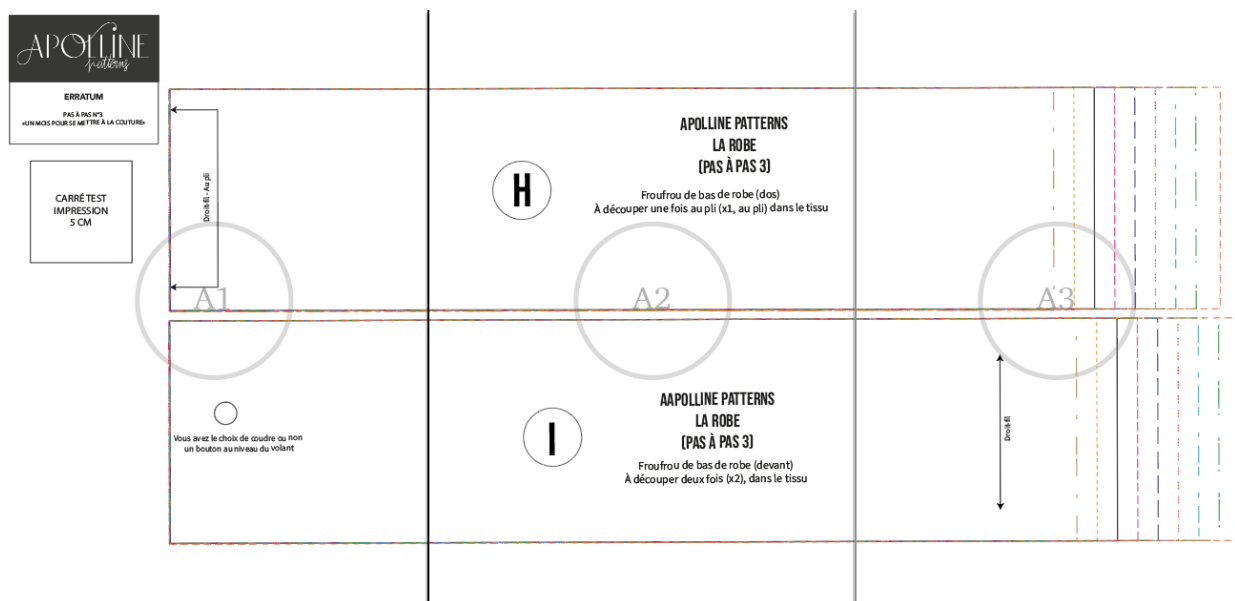 APOLLINE
patterns
ERRATUM
PAS À PAS N°3
«UN MOIS POUR SE METTRE À LA COUTURE»
CARRÉ TEST
IMPRESSION
5 CM
Droit-fil - Au pli
H
APOLLINE PATTERNS
LA ROBE
(PAS À PAS 3)
Froufrou de bas de robe (dos)
À découper une fois au pli (x1, au pli) dans le tissu
A1
A2
A3
Vous avez le choix de coudre ou non
un bouton au niveau du volant
I
AAPOLLINE PATTERNS
LA ROBE
(PAS À PAS 3)
Froufrou de bas de robe (devant)
À découper deux fois (x2), dans le tissu
Droit-fil